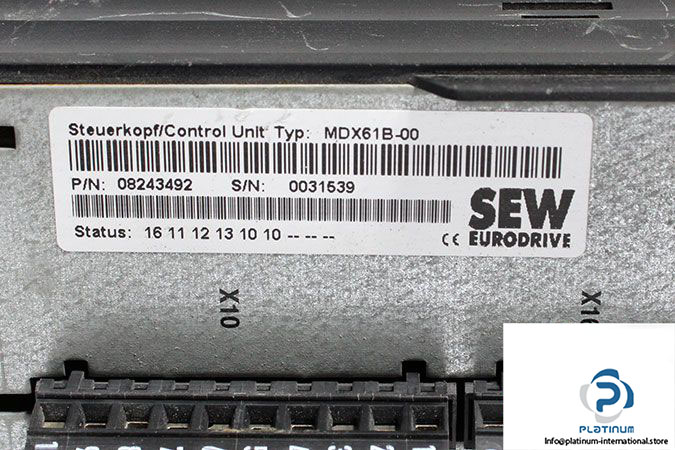 Steuerkopf/Control Unit Typ: MDX61B-00
P/N: 08243492 S/N: 0031539
SEW
EURODRIVE
Status: 16 11 12 13 10 10 -- -- --
CE
X10
PLATINUM
Info@platinum-international.store